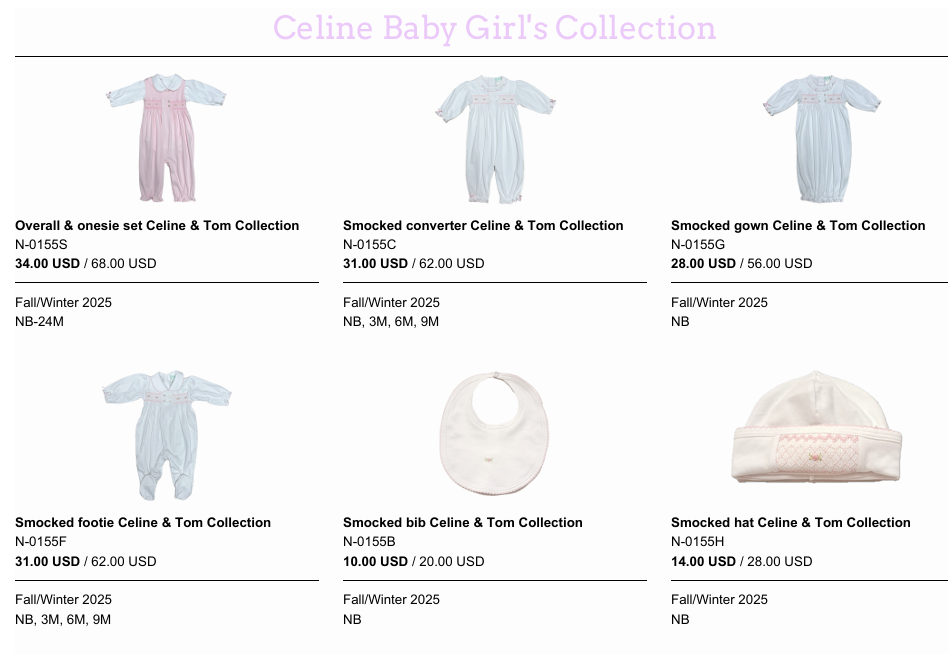 Celine Baby Girl's Collection
Overall & onesie set Celine & Tom Collection
N-0155S
34.00 USD / 68.00 USD
Fall/Winter 2025
NB-24M
Smocked converter Celine & Tom Collection
N-0155C
31.00 USD / 62.00 USD
Fall/Winter 2025
NB, 3M, 6M, 9M
Smocked gown Celine & Tom Collection
N-0155G
28.00 USD / 56.00 USD
Fall/Winter 2025
NB
Smocked footie Celine & Tom Collection
N-0155F
31.00 USD / 62.00 USD
Fall/Winter 2025
NB, 3M, 6M, 9M
Smocked bib Celine & Tom Collection
N-0155B
10.00 USD / 20.00 USD
Fall/Winter 2025
NB
Smocked hat Celine & Tom Collection
N-0155H
14.00 USD / 28.00 USD
Fall/Winter 2025
NB